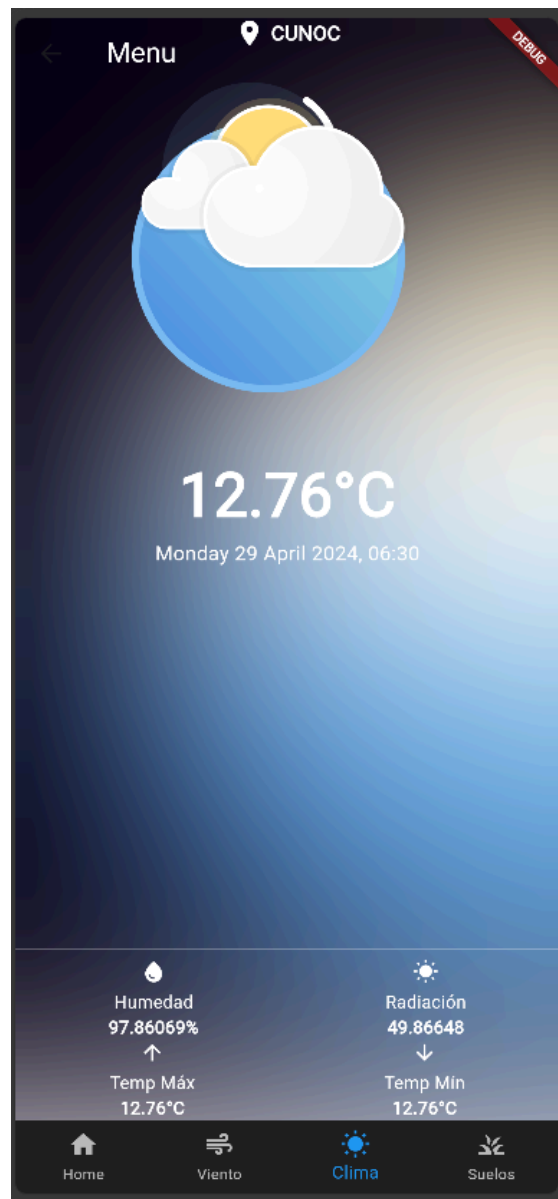 CUNOC
Menu
DEBUG
12.76°C
Monday 29 April 2024, 06:30
Humedad
97.86069%
Temp Máx
12.76°C
Radiación
49.86648
Temp Mín
12.76°C
Home
Viento
Clima
Suelos